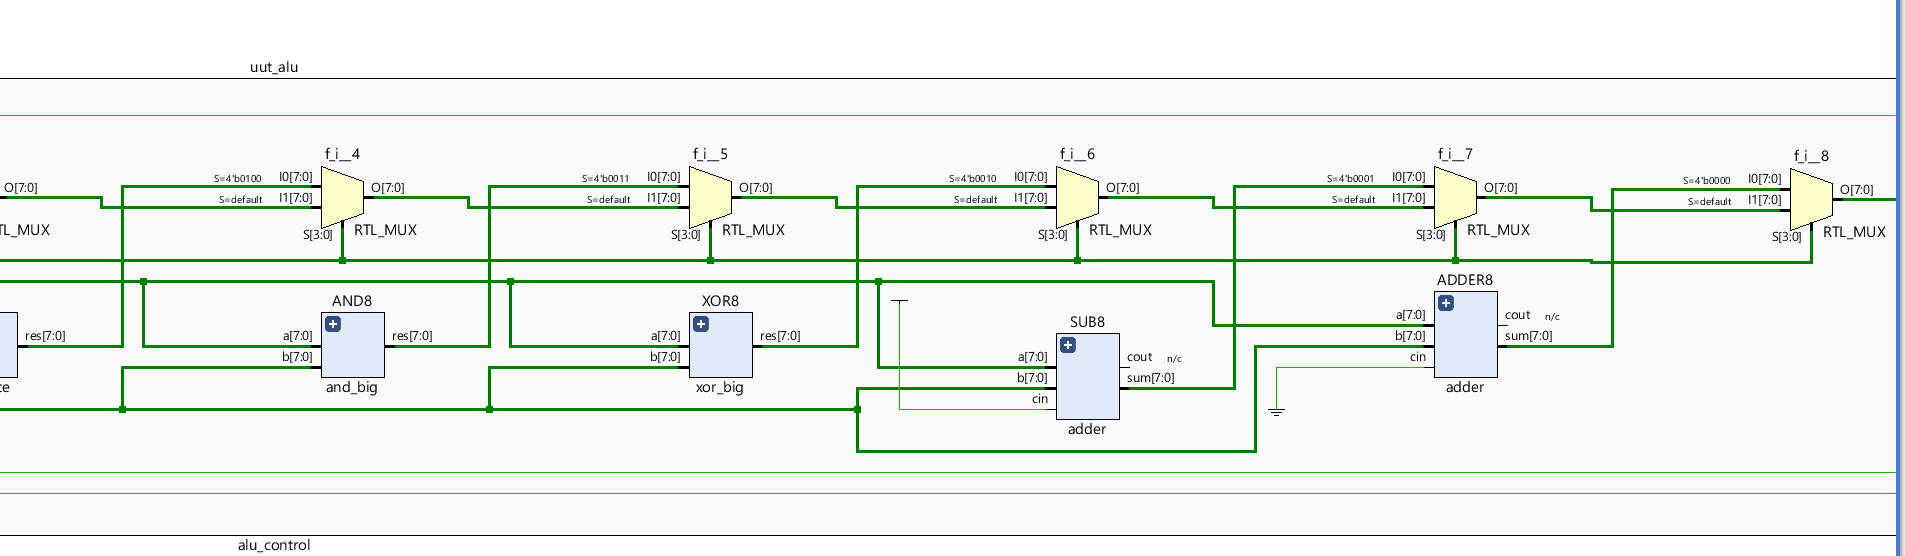 uut_alu
f_i__4
f_i__5
f_i__6
f_i__7
f_i__8
O[7:0]
S=4'b0100
I0[7:0]
S=default
I1[7:0]
O[7:0]
S[3:0]
RTL_MUX
S=4'b0011
I0[7:0]
S=default
I1[7:0]
O[7:0]
S[3:0]
RTL_MUX
S=4'b0010
I0[7:0]
S=default
I1[7:0]
O[7:0]
S[3:0]
RTL_MUX
S=4'b0001
I0[7:0]
S=default
I1[7:0]
O[7:0]
S[3:0]
RTL_MUX
S=4'b0000
I0[7:0]
S=default
I1[7:0]
O[7:0]
S[3:0]
RTL_MUX
TL_MUX
res[7:0]
AND8
a[7:0]
b[7:0]
res[7:0]
and_big
XOR8
a[7:0]
b[7:0]
res[7:0]
xor_big
SUB8
a[7:0]
b[7:0]
cin
cout n/c
sum[7:0]
adder
ADDER8
a[7:0]
b[7:0]
cin
cout n/c
sum[7:0]
adder
alu_control